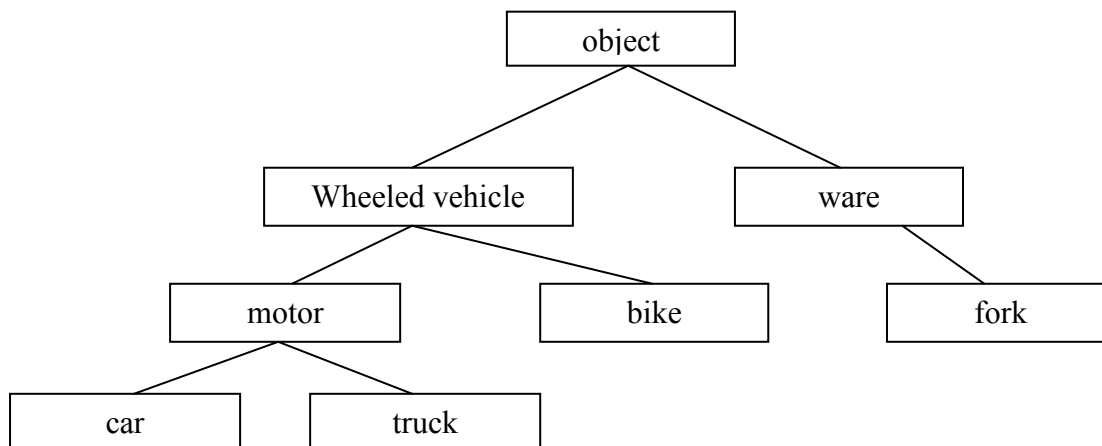 object
Wheeled vehicle
ware
motor
bike
fork
car
truck